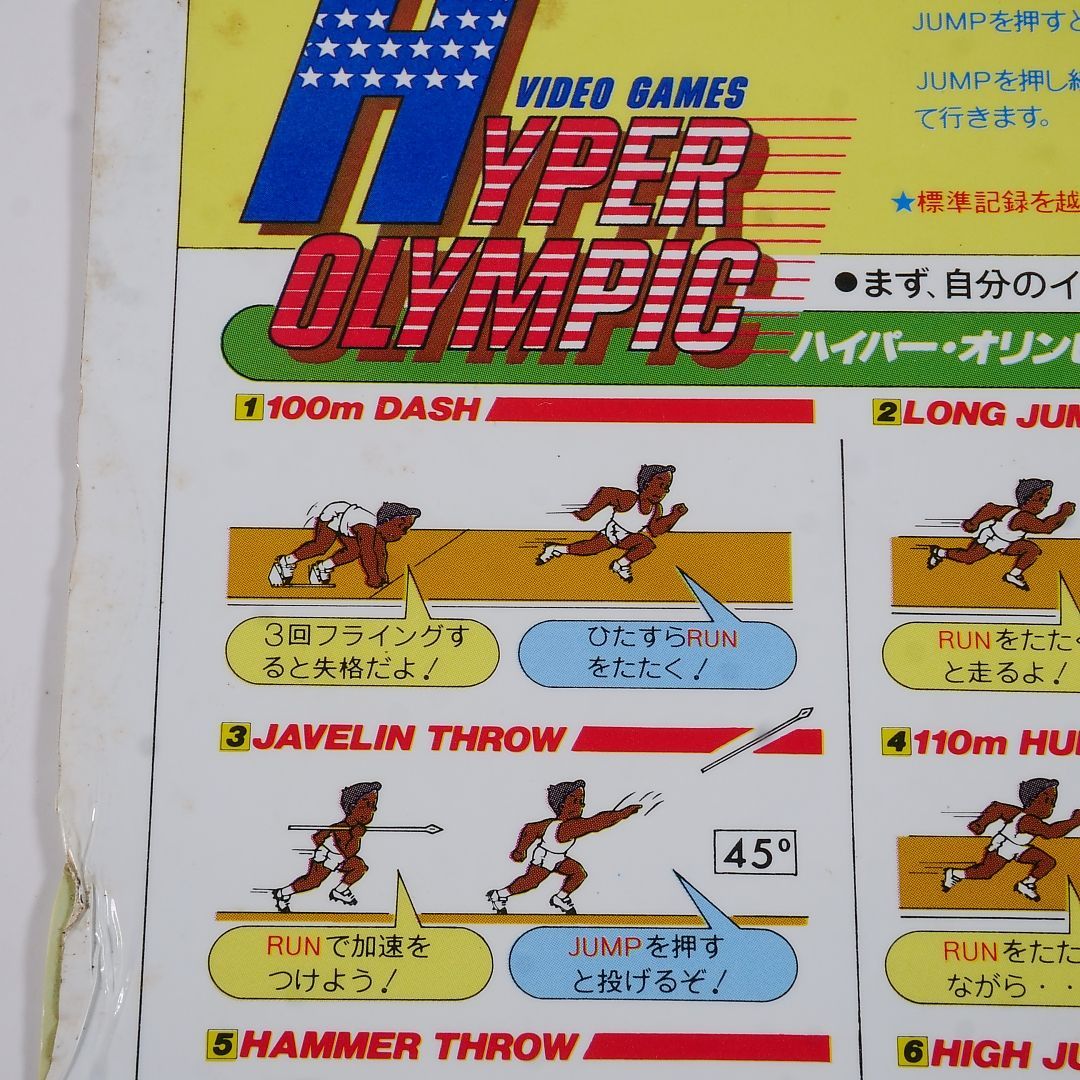 JUMPを押すと
JUMPを押し
て行きます。
★標準記録を越
VIDEO GAMES
HYPER
OLYMPIC
●まず、自分のイ
ハイパー・オリン
1 100m DASH
3回フライングす
ると失格だよ！
ひたすらRUN
をたたく！
2 LONG JUM
RUNをたたく
と走るよ！
3 JAVELIN THROW
45°
RUNで加速を
つけよう！
JUMPを押す
と投げるぞ！
4 110m HU
RUNをたた
ながら・・
5 HAMMER THROW
6 HIGH JU